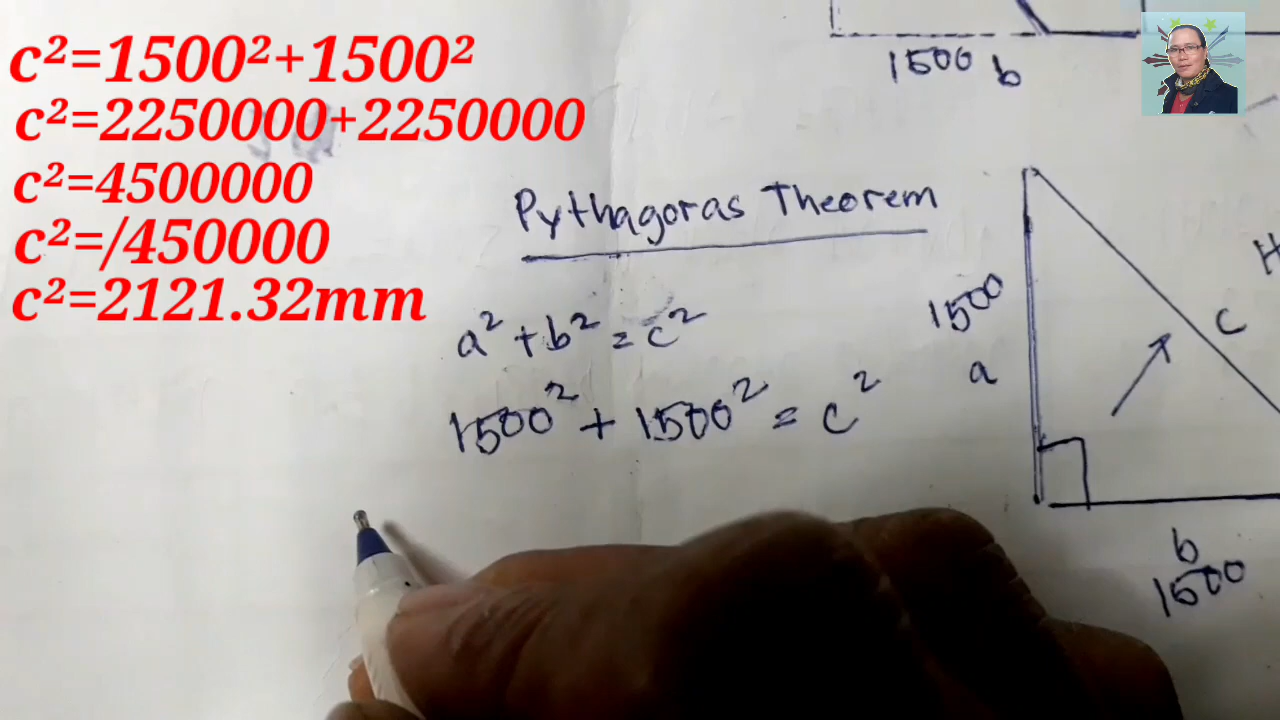 c²=1500²+1500²
c²=2250000+2250000
c²=4500000
c²=/450000
c²=2121.32mm
1500 b
Pythagoras Theorem
a² + b² = c²
1500² + 1500² = c²
1500
a
C
H
b
1500